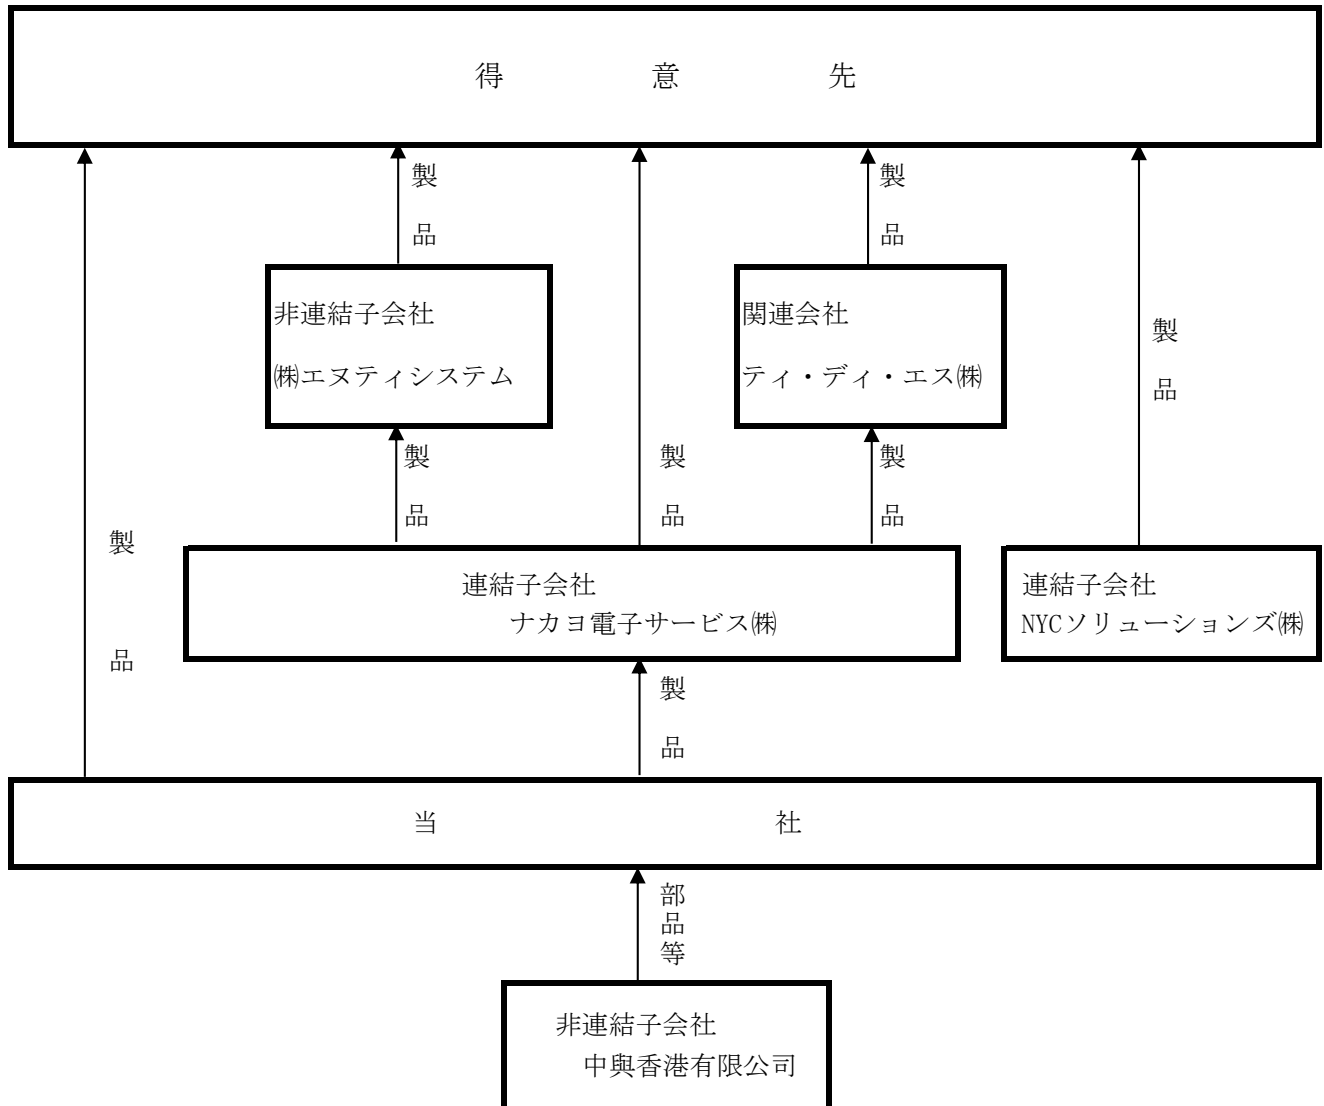 得意先
製品
製品
非連結子会社
㈱エヌティシステム
関連会社
ティ・ディ・エス㈱
製品
製品
製品
製品
製品
連結子会社
ナカヨ電子サービス㈱
連結子会社
NYCソリューションズ㈱
製品
当社
部品等
非連結子会社
中與香港有限公司